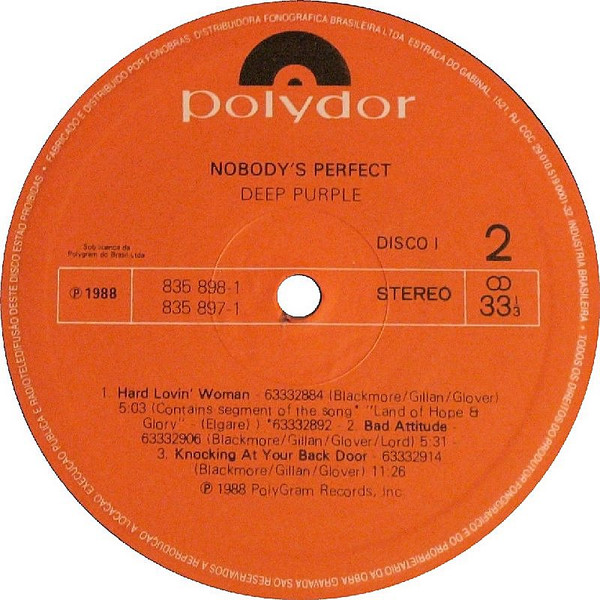 FABRICADO E DISTRIBUIDO POR FONOBRAS DISTRIBUIDORA FONOGRÁFICA BRASILEIRA LTDA. ESTRADA DO GABINAL, 1521, RJ, CGC 29.010.519.0001-32 INDUSTRIA BRASILEIRA •
TODOS OS DIREITOS DO PRODUTOR FONOGRÁFICO E DO PROPRIETARIO DA OBRA GRAVADA SÃO RESERVADOS A REPRODUÇÃO A LOCAÇÃO, EXECUÇÃO PUBLICA E RADIOTELEDIFUSÃO DESTE DISCO ESTÃO PROIBIDAS •
polydor
NOBODY'S PERFECT
DEEP PURPLE
Sob licença da
Polygram do Brasil Ltda
DISCO I 2
℗ 1988
835 898-1
835 897-1
STEREO
33 1/3
1. Hard Lovin' Woman - 63332884 (Blackmore/Gillan/Glover)
5:03 (Contains segment of the song* "Land of Hope &
Glory" - (Elgare) ) *63332892 - 2. Bad Attitude -
63332906 (Blackmore/Gillan/Glover/Lord) 5:31 -
3. Knocking At Your Back Door - 63332914
(Blackmore/Gillan/Glover) 11:26
℗ 1988 PolyGram Records, Inc